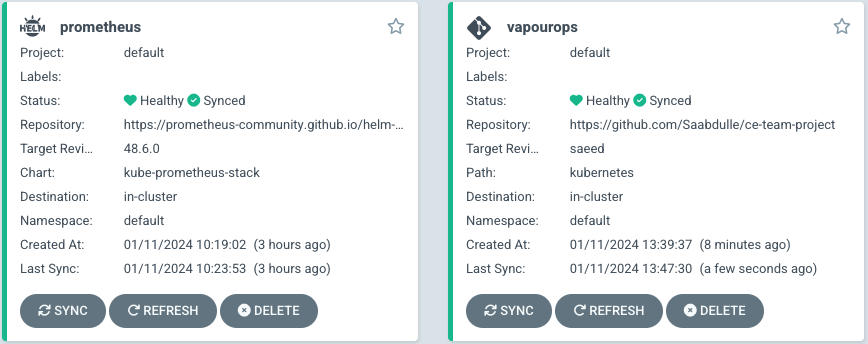 HELM prometheus
Project: default
Labels:
Status: Healthy Synced
Repository: https://prometheus-community.github.io/helm-...
Target Revi... 48.6.0
Chart: kube-prometheus-stack
Destination: in-cluster
Namespace: default
Created At: 01/11/2024 10:19:02 (3 hours ago)
Last Sync: 01/11/2024 10:23:53 (3 hours ago)
SYNC REFRESH DELETE
vapourops
Project: default
Labels:
Status: Healthy Synced
Repository: https://github.com/Saabdulle/ce-team-project
Target Revi... saeed
Path: kubernetes
Destination: in-cluster
Namespace: default
Created At: 01/11/2024 13:39:37 (8 minutes ago)
Last Sync: 01/11/2024 13:47:30 (a few seconds ago)
SYNC REFRESH DELETE